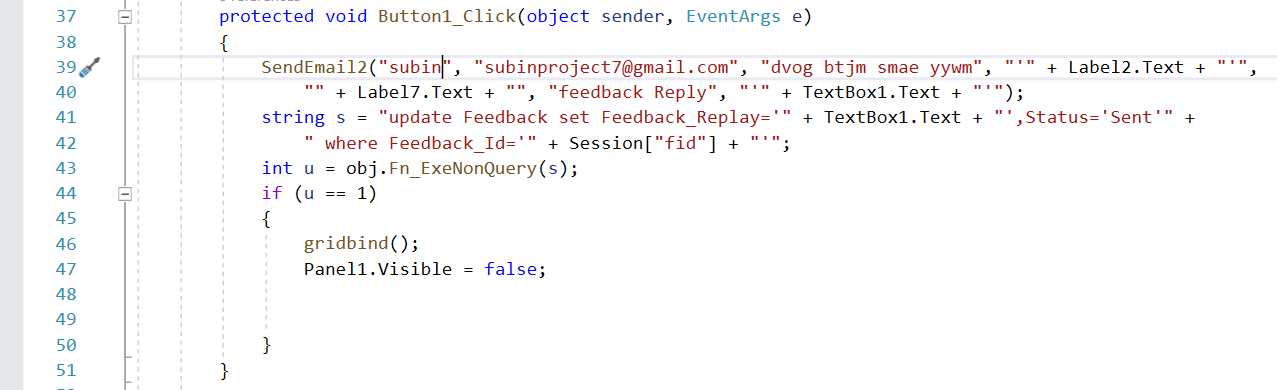 37 protected void Button1_Click(object sender, EventArgs e)
38 {
39 SendEmail2("subin", "subinproject7@gmail.com", "dvog btjm smae yywm", "'" + Label2.Text + "'",
40 "" + Label7.Text + "", "feedback Reply", "'" + TextBox1.Text + "'");
41 string s = "update Feedback set Feedback_Replay='" + TextBox1.Text + "',Status='Sent'" +
42 " where Feedback_Id='" + Session["fid"] + "'";
43 int u = obj.Fn_ExeNonQuery(s);
44 if (u == 1)
45 {
46 gridbind();
47 Panel1.Visible = false;
48
49
50 }
51 }